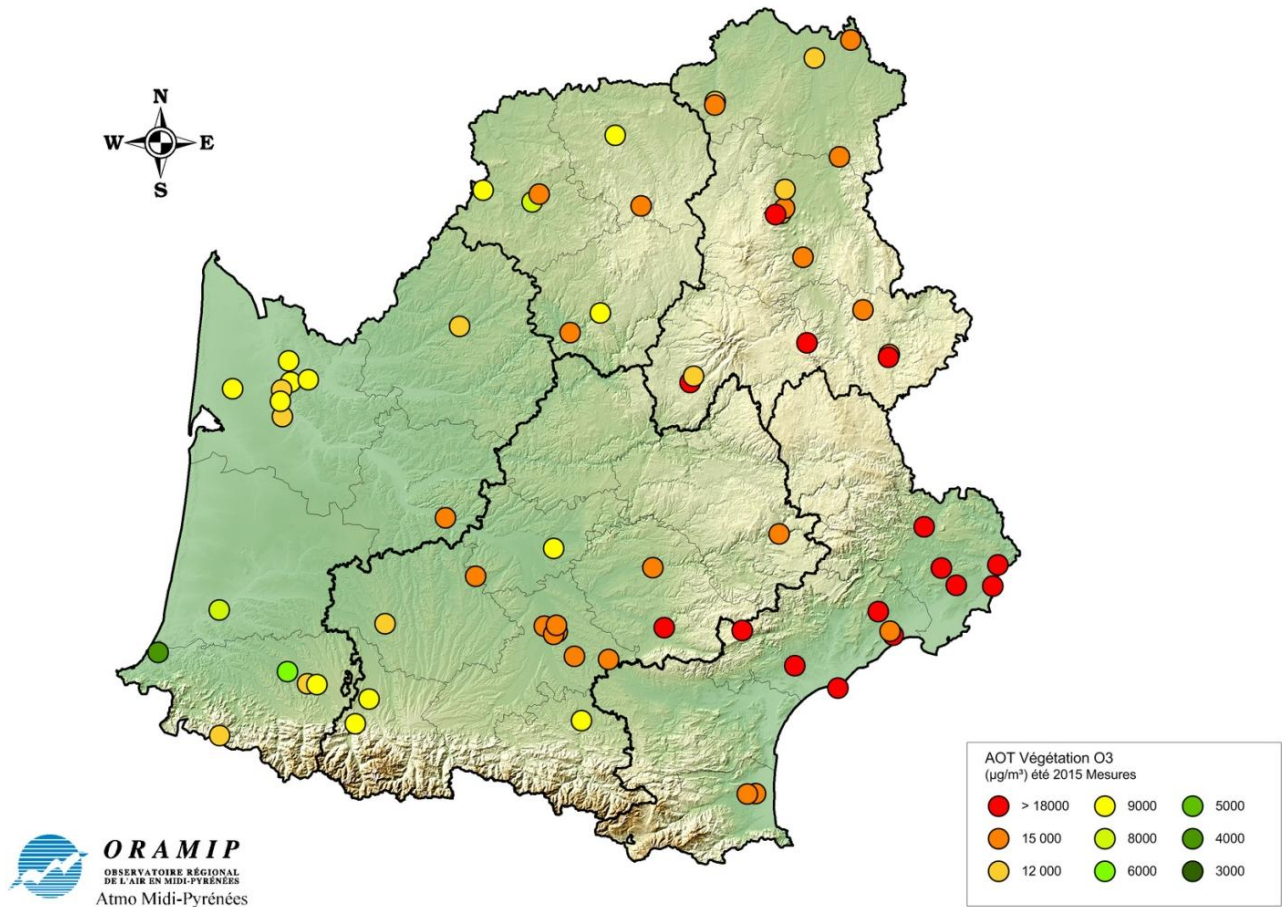 N
W E
S
AOT Végétation O3
(µg/m³) été 2015 Mesures
> 18000 9000 5000
15 000 8000 4000
12 000 6000 3000
ORAMIP
OBSERVATOIRE RÉGIONAL
DE L'AIR EN MIDI-PYRÉNÉES
Atmo Midi-Pyrénées